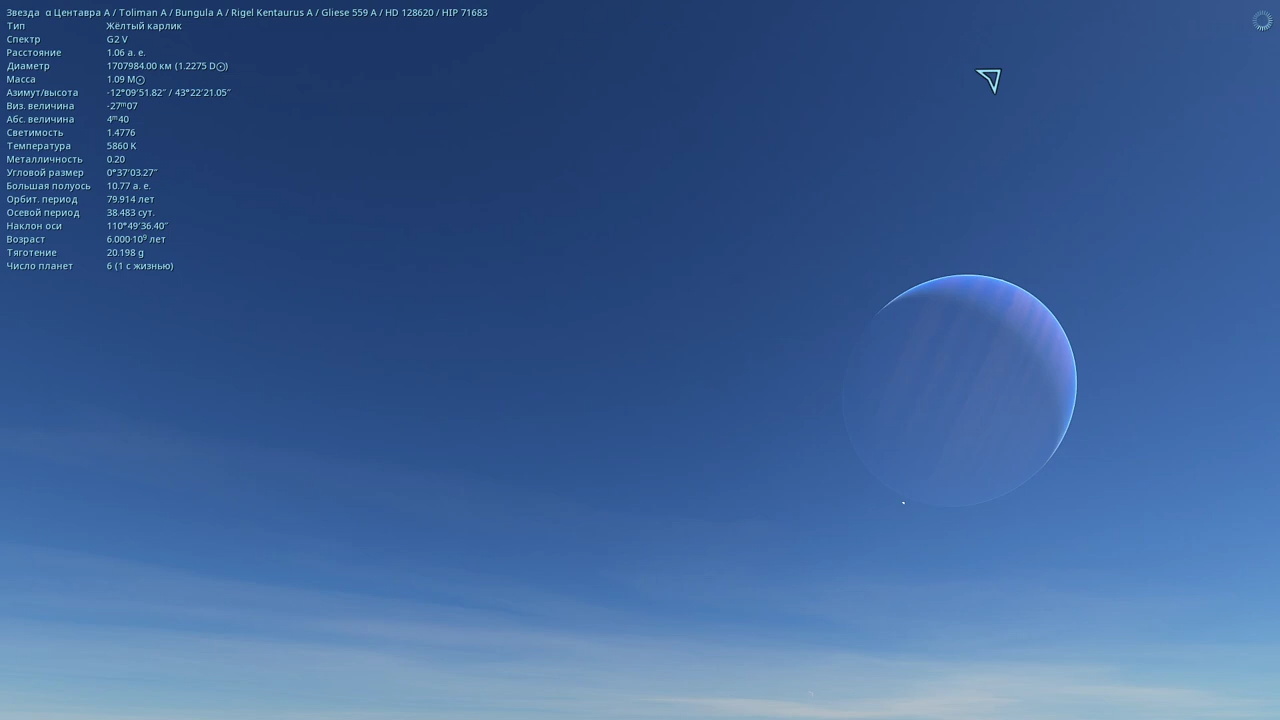 Звезда α Центавра A / Toliman A / Bungula A / Rigel Kentaurus A / Gliese 559 A / HD 128620 / HIP 71683
Тип Жёлтый карлик
Спектр G2 V
Расстояние 1.06 а. е.
Диаметр 1707984.00 км (1.2275 D☉)
Масса 1.09 M☉
Азимут/высота -12°09′51.82″ / 43°22′21.05″
Виз. величина -27ᵐ07
Абс. величина 4ᵐ40
Светимость 1.4776
Температура 5860 K
Металличность 0.20
Угловой размер 0°37′03.27″
Большая полуось 10.77 а. е.
Орбит. период 79.914 лет
Осевой период 38.483 сут.
Наклон оси 110°49′36.40″
Возраст 6.000·10⁹ лет
Тяготение 20.198 g
Число планет 6 (1 с жизнью)